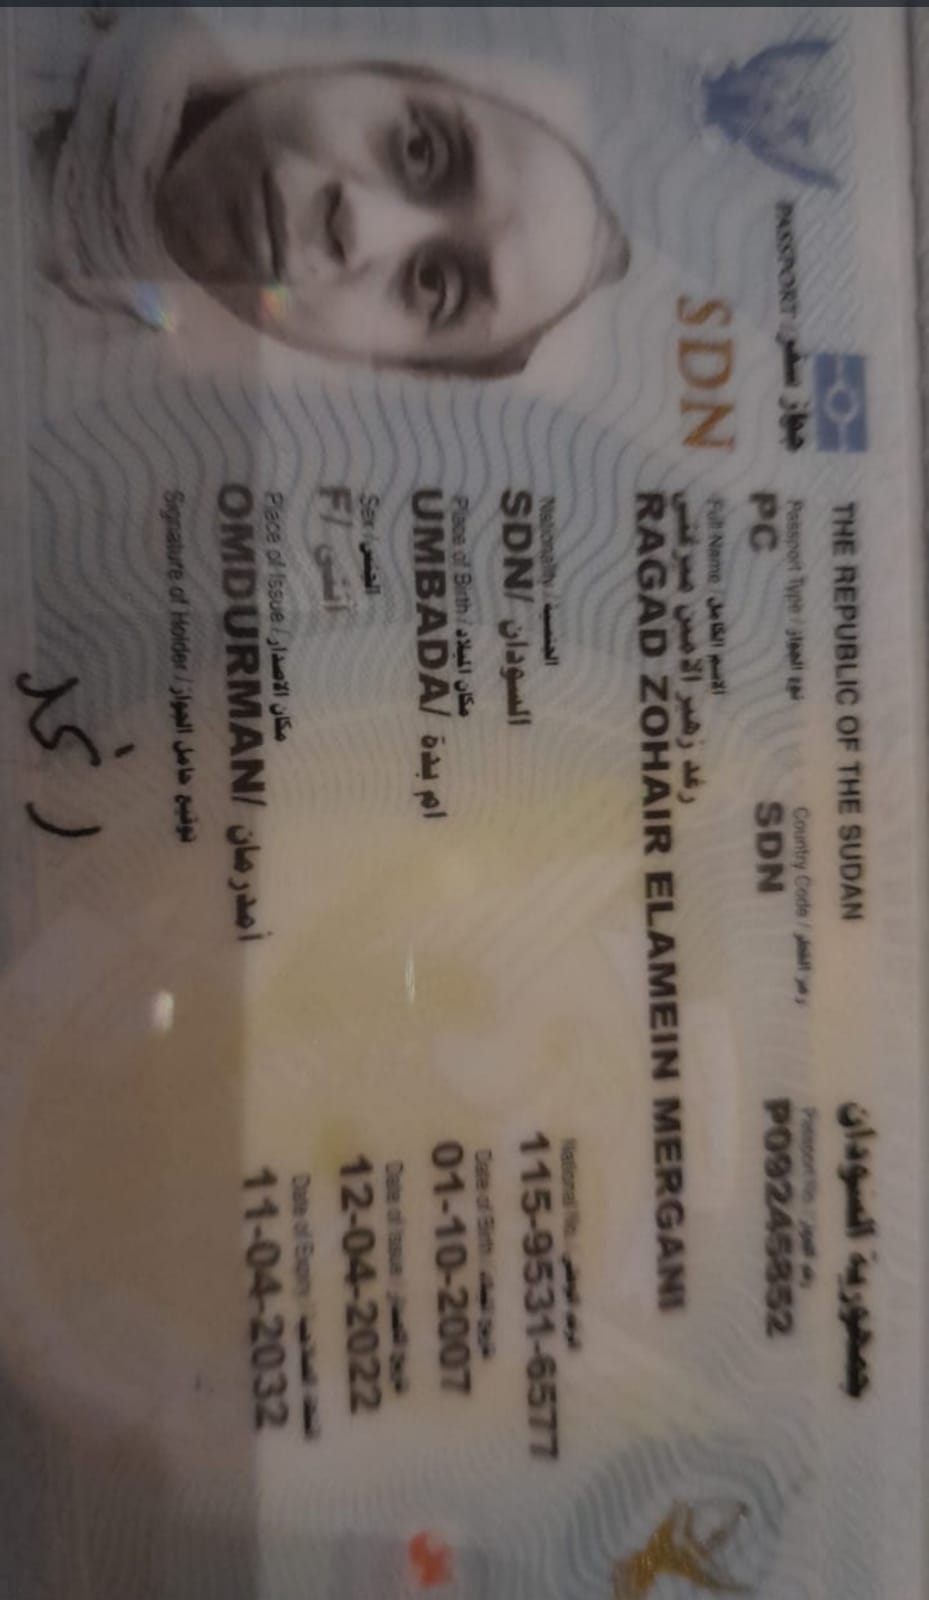 THE REPUBLIC OF THE SUDAN جمهورية السودان
PASSPORT / جواز سفر
Passport Type / نوع الجواز Country Code / رمز القطر Passport No. / رقم الجواز
PC SDN P09245852
SDN
Full Name / الاسم الكامل
رغد زهير الامين ميرغني
RAGAD ZOHAIR ELAMEIN MERGANI
Nationality / الجنسية National No. / الرقم الوطني
SDN/ السودان 115-9531-6577
Place of Birth / مكان الميلاد Date of Birth / تاريخ الميلاد
UMBADA/ ام بدة 01-10-2007
Sex / الجنس Date of Issue / تاريخ الاصدار
F/ أنثى 12-04-2022
Place of Issue / مكان الاصدار Date of Expiry /
OMDURMAN/ أمدرمان 11-04-2032
Signature of Holder / توقيع حامل الجواز
رغد